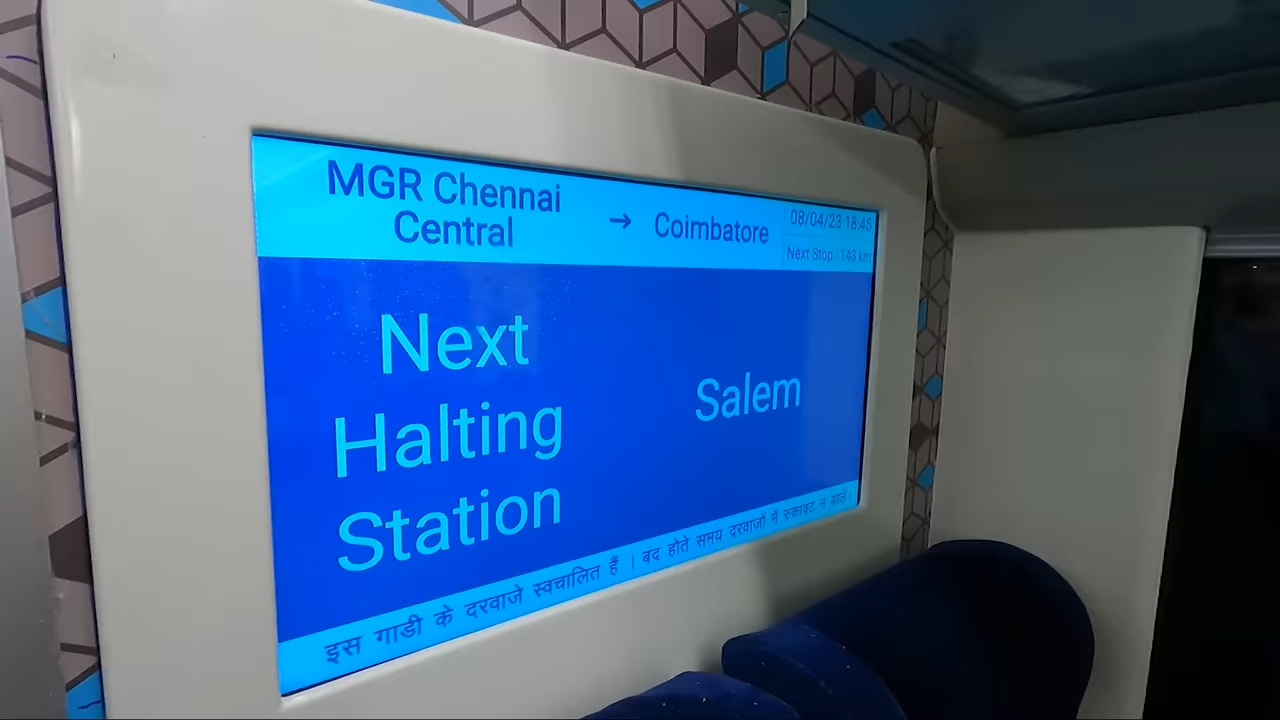 MGR Chennai
Central
→ Coimbatore
08/04/23 18:45
Next Stop : 143 km
Next
Halting
Station
Salem
इस गाडी के दरवाजे स्वचालित हैं । बंद होते समय दरवाजों में रुकावट न डालें।